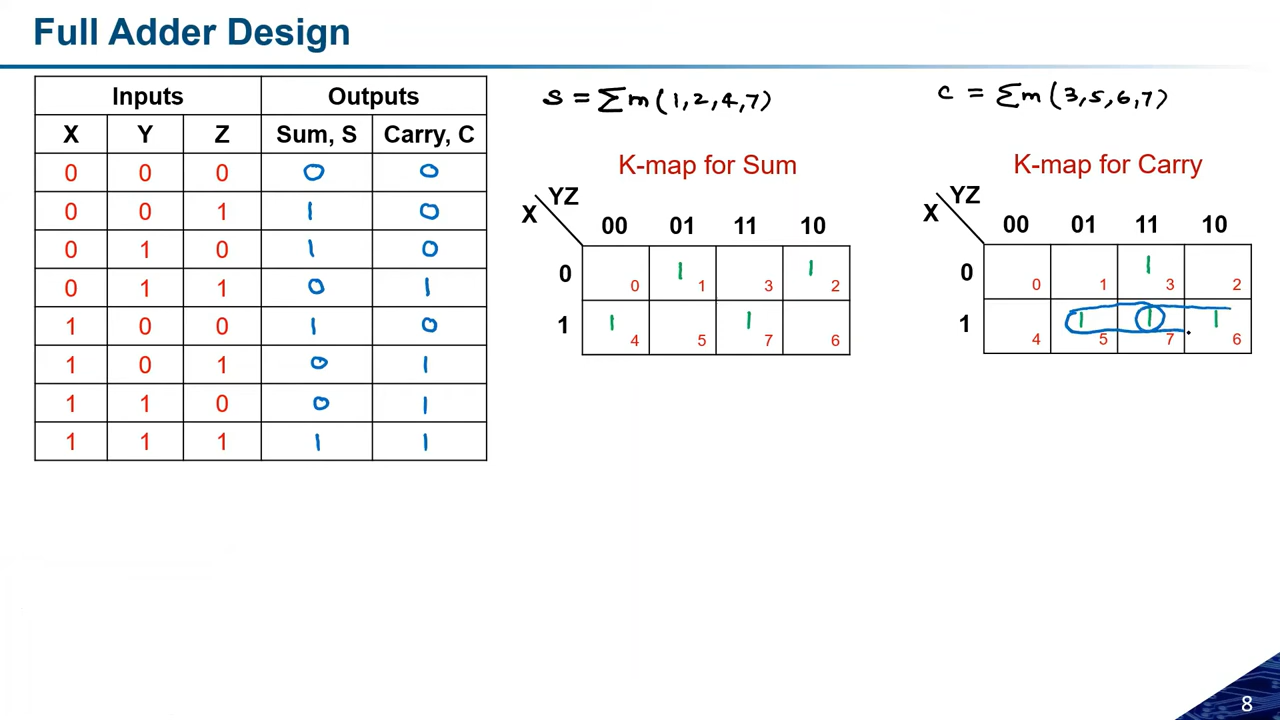 Full Adder Design
Inputs Outputs
X Y Z Sum, S Carry, C
0 0 0 0 0
0 0 1 1 0
0 1 0 1 0
0 1 1 0 1
1 0 0 1 0
1 0 1 0 1
1 1 0 0 1
1 1 1 1 1
S = ∑m(1,2,4,7)
K-map for Sum
YZ
X
00 01 11 10
0 0 1 1 3 1 2
1 1 4 5 1 7 6
C = ∑m(3,5,6,7)
K-map for Carry
YZ
X
00 01 11 10
0 0 1 1 3 2
1 4 1 5 1 7 1 6
8